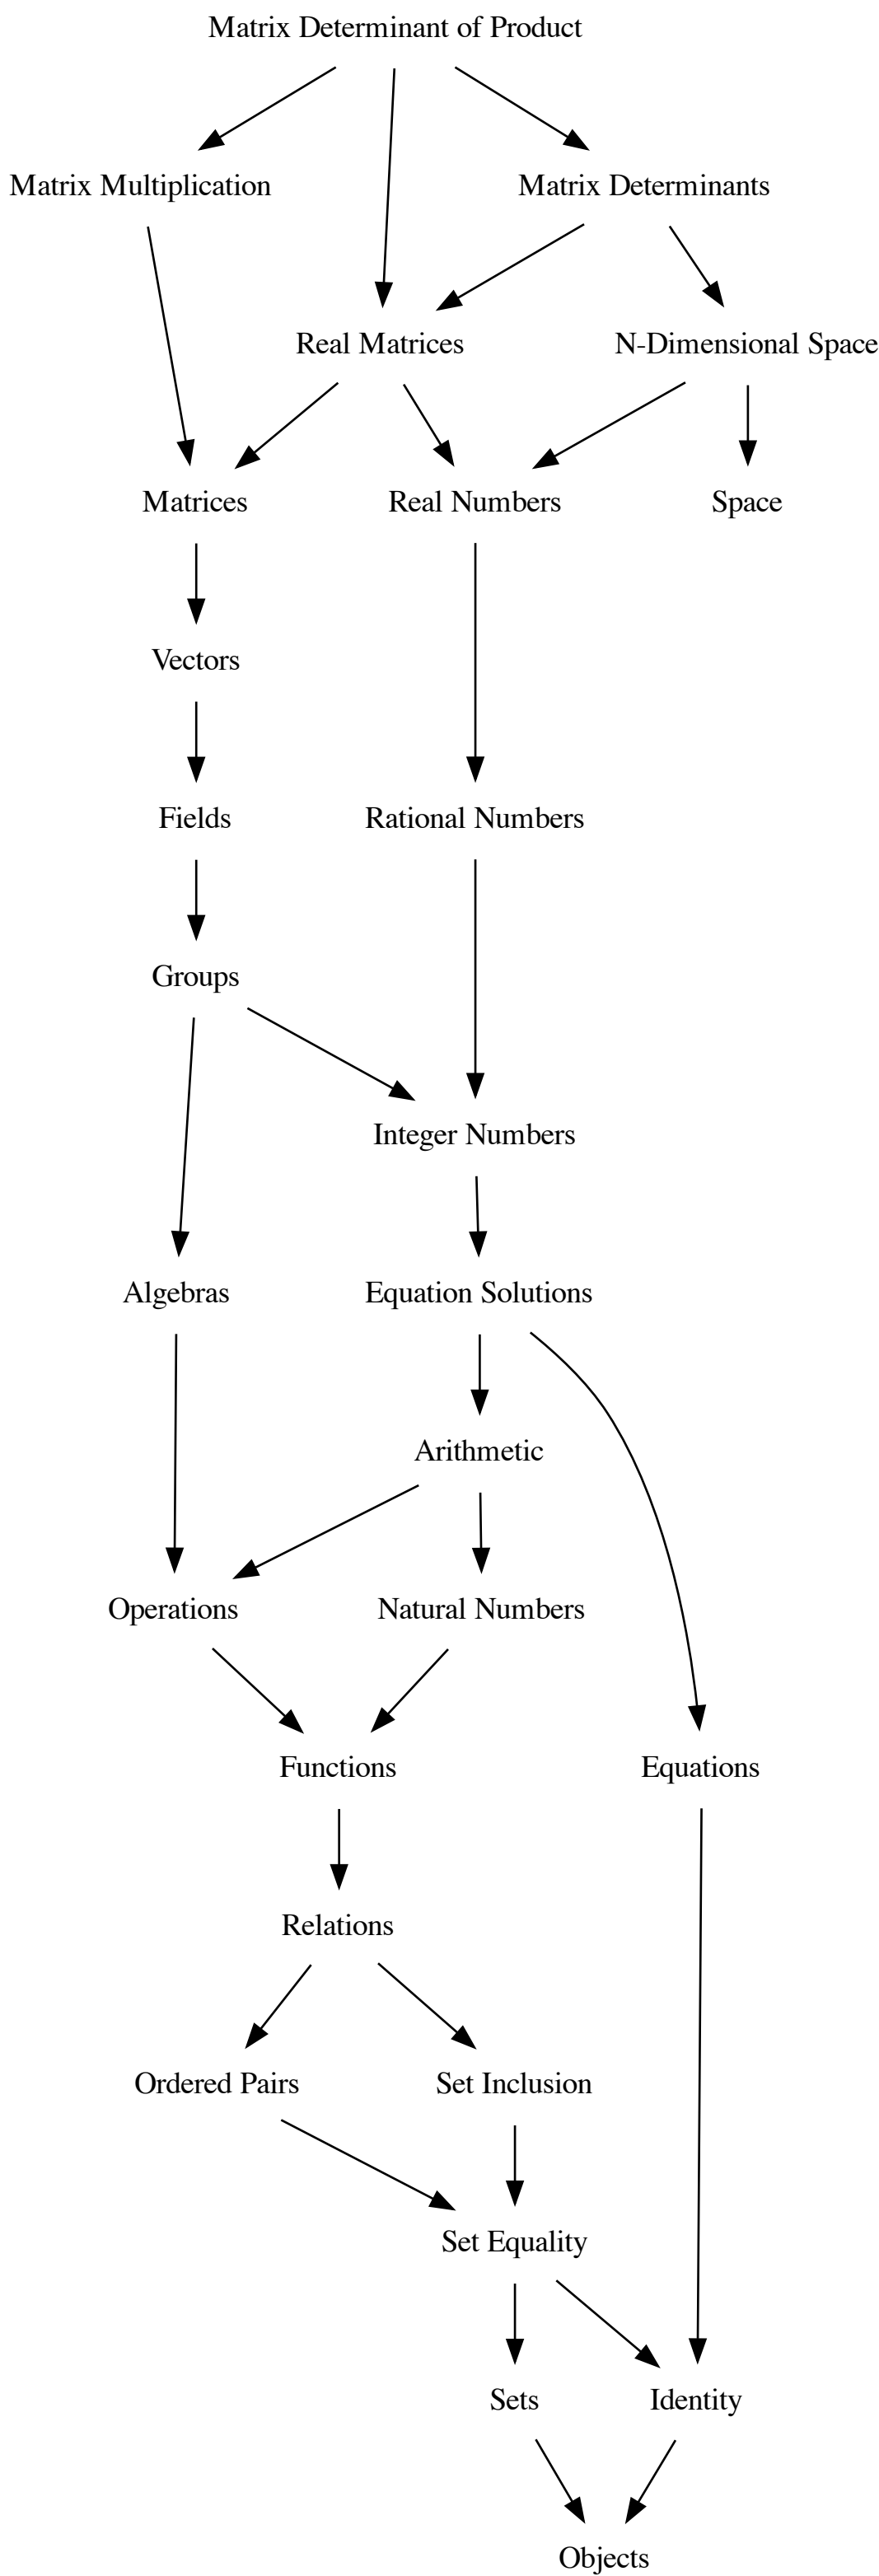 Matrix Determinant of Product
Matrix Multiplication
Matrix Determinants
Real Matrices
N-Dimensional Space
Matrices
Real Numbers
Space
Vectors
Fields
Rational Numbers
Groups
Integer Numbers
Algebras
Equation Solutions
Arithmetic
Operations
Natural Numbers
Functions
Equations
Relations
Ordered Pairs
Set Inclusion
Set Equality
Sets
Identity
Objects